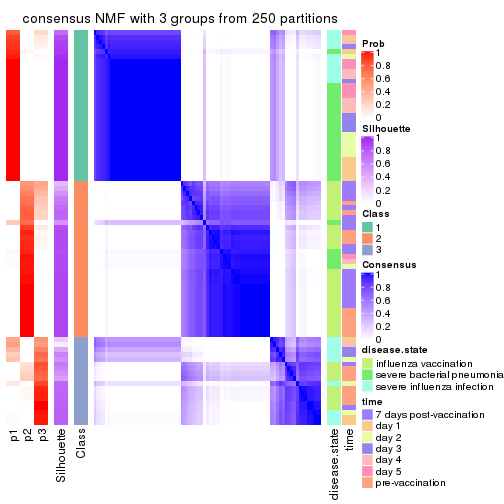 consensus NMF with 3 groups from 250 partitions
Prob
1
0.8
0.6
0.4
0.2
0
Silhouette
1
0.8
0.6
0.4
0.2
0
Class
1
2
3
Consensus
1
0.8
0.6
0.4
0.2
0
disease.state
influenza vaccination
severe bacterial pneumonia
severe influenza infection
time
7 days post-vaccination
day 1
day 2
day 3
day 4
day 5
pre-vaccination
p1
p2
p3
Silhouette
Class
disease.state
time